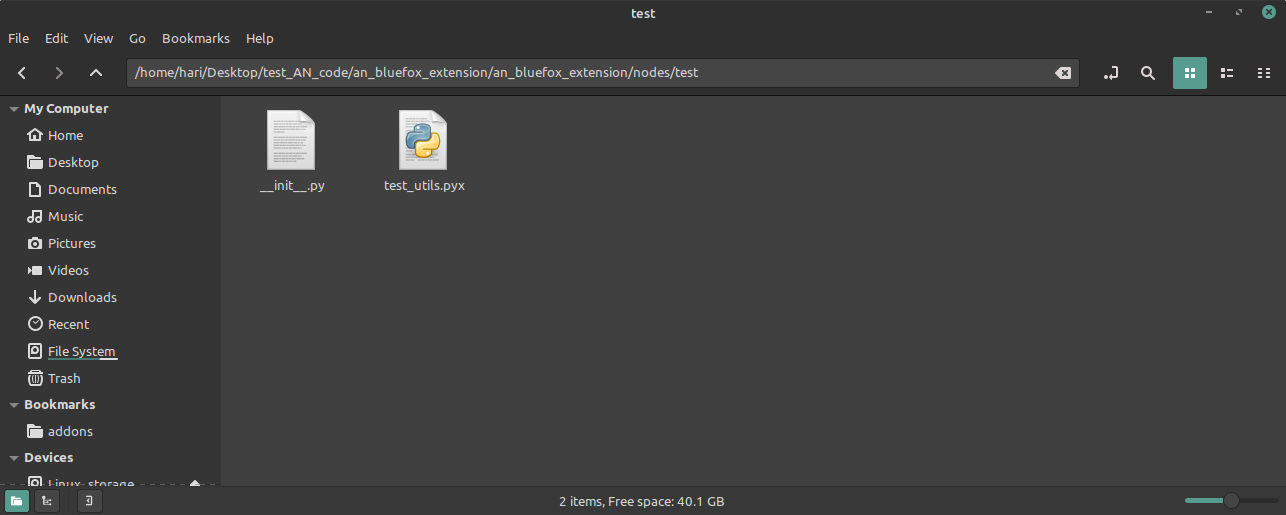 test
File Edit View Go Bookmarks Help
/home/hari/Desktop/test_AN_code/an_bluefox_extension/an_bluefox_extension/nodes/test
My Computer
Home
Desktop
Documents
Music
Pictures
Videos
Downloads
Recent
File System
Trash
Bookmarks
addons
Devices
Linux_storage
__init__.py
test_utils.pyx
2 items, Free space: 40.1 GB